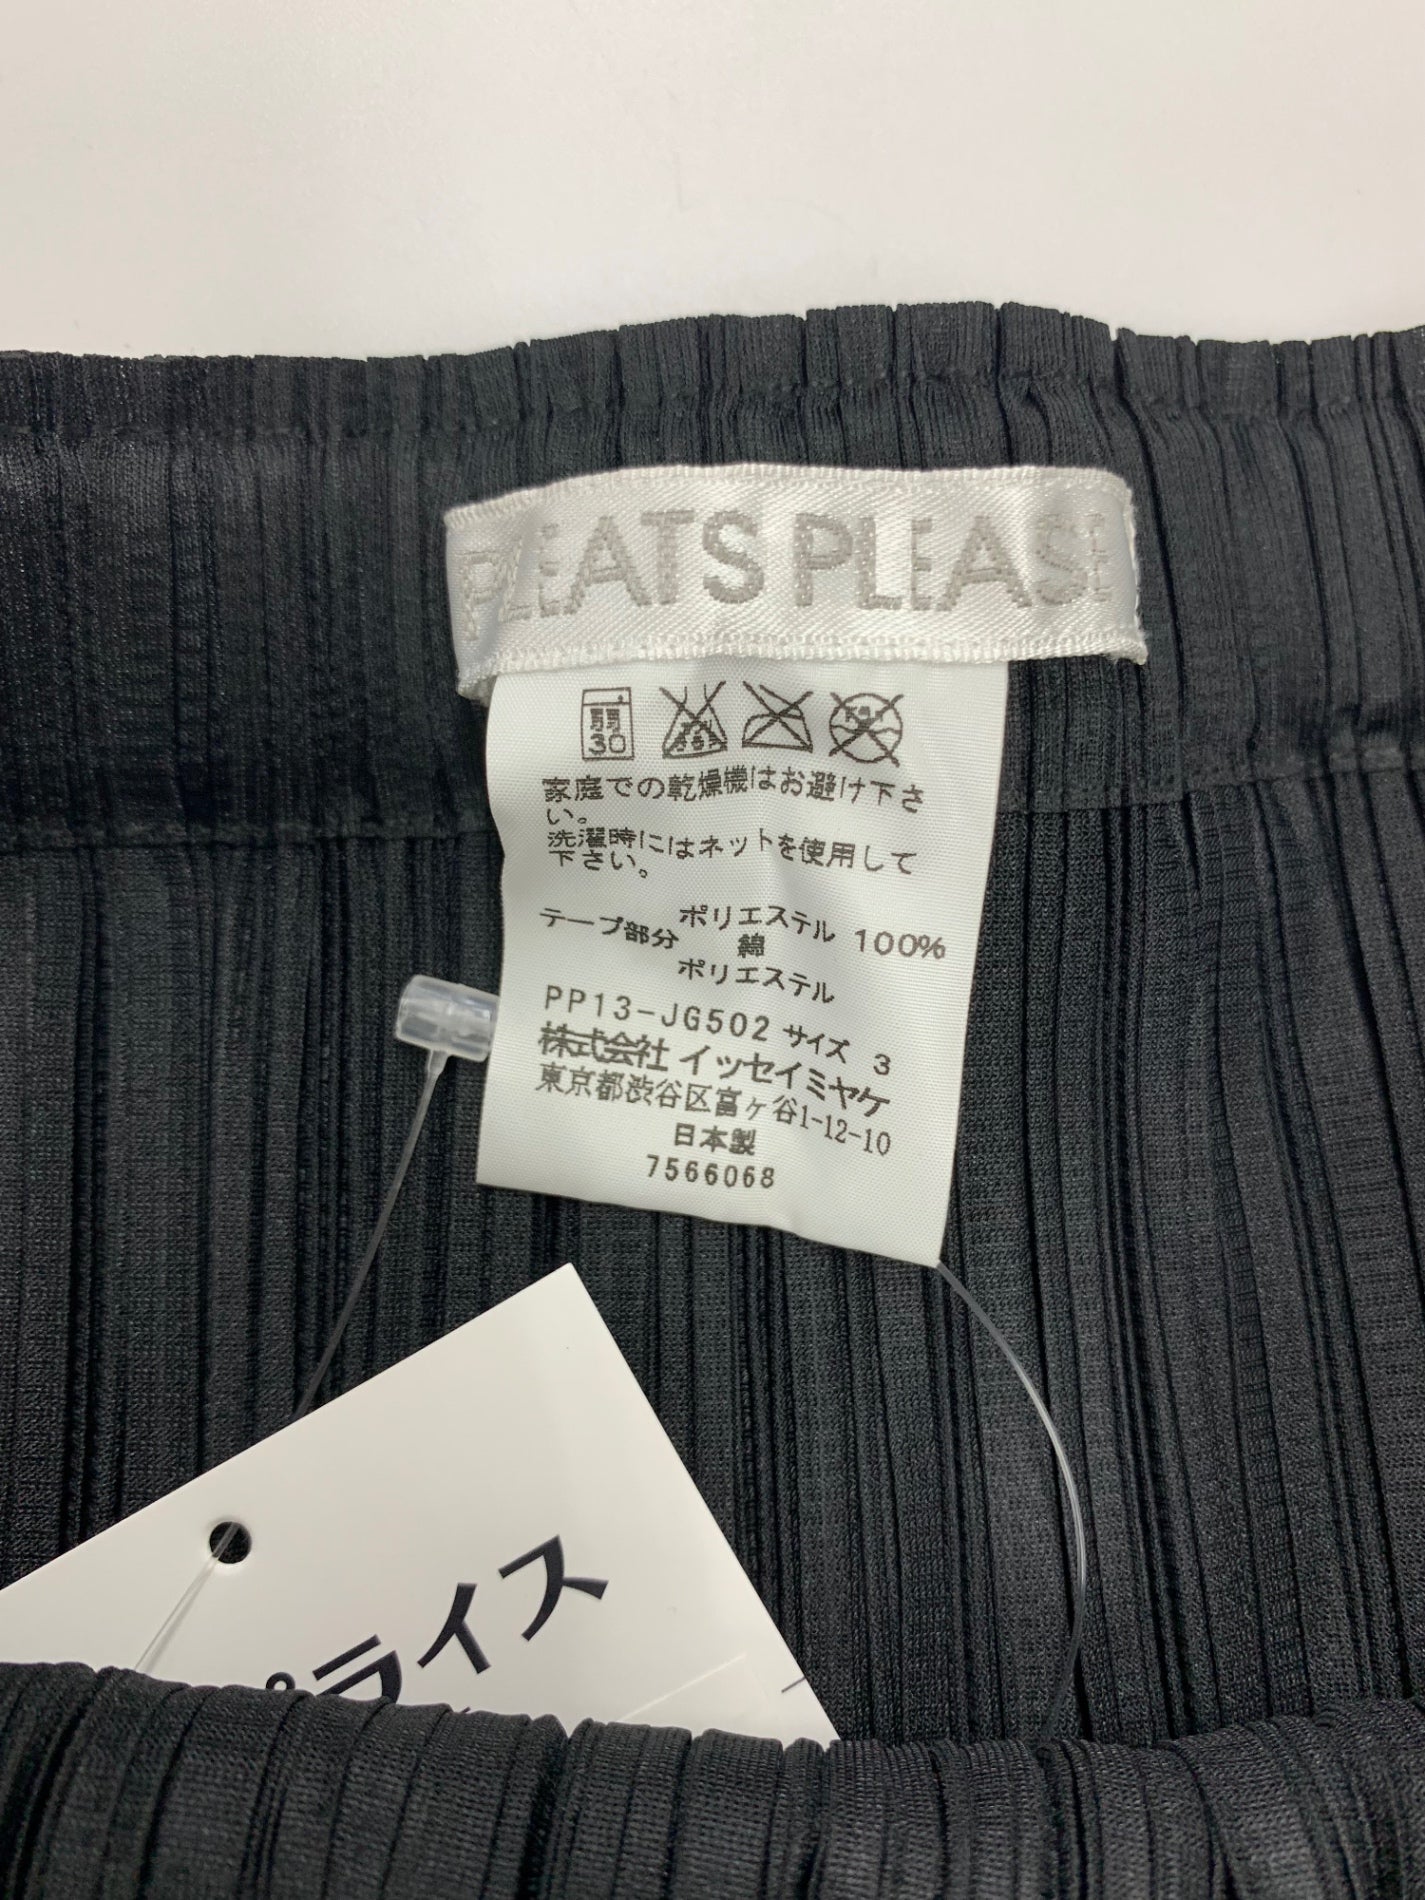 PLEATS PLEASE
弱
30
家庭での乾燥機はお避け下さ
い。
洗濯時にはネットを使用して
下さい。
ポリエステル 100%
テープ部分 綿
ポリエステル
PP13-JG502 サイズ 3
株式会社 イッセイミヤケ
東京都渋谷区富ヶ谷1-12-10
日本製
7566068
プライス